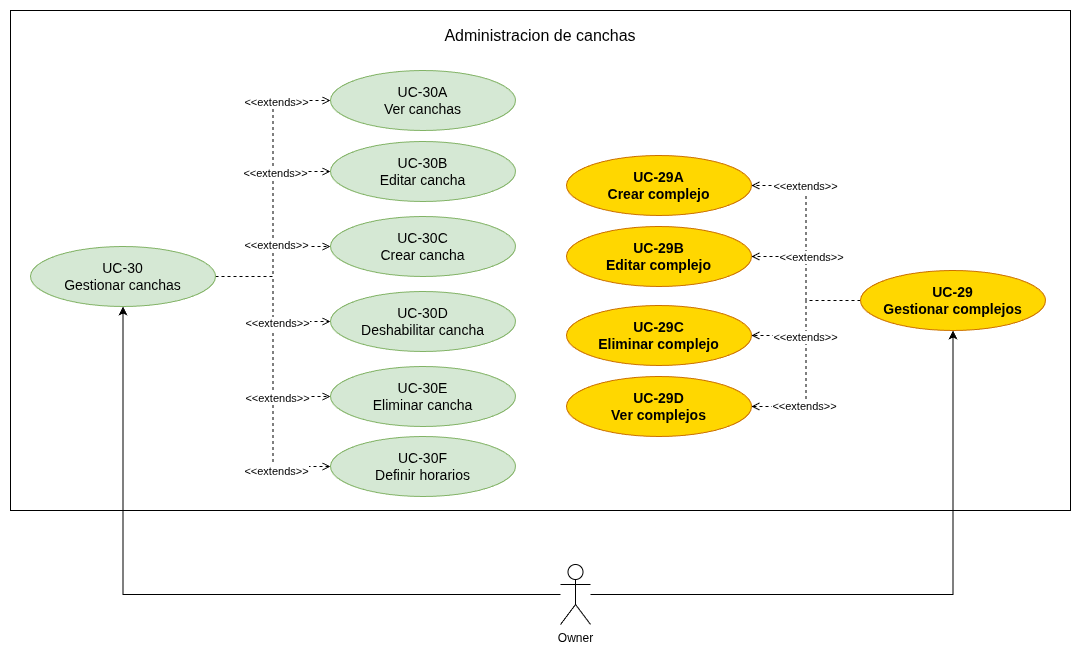 Administracion de canchas
<<extends>>
UC-30A
Ver canchas
<<extends>>
UC-30B
Editar cancha
<<extends>>
UC-30C
Crear cancha
UC-30
Gestionar canchas
<<extends>>
UC-30D
Deshabilitar cancha
<<extends>>
UC-30E
Eliminar cancha
<<extends>>
UC-30F
Definir horarios
UC-29A
Crear complejo
<<extends>>
UC-29B
Editar complejo
<<extends>>
UC-29
Gestionar complejos
UC-29C
Eliminar complejo
<<extends>>
UC-29D
Ver complejos
<<extends>>
Owner